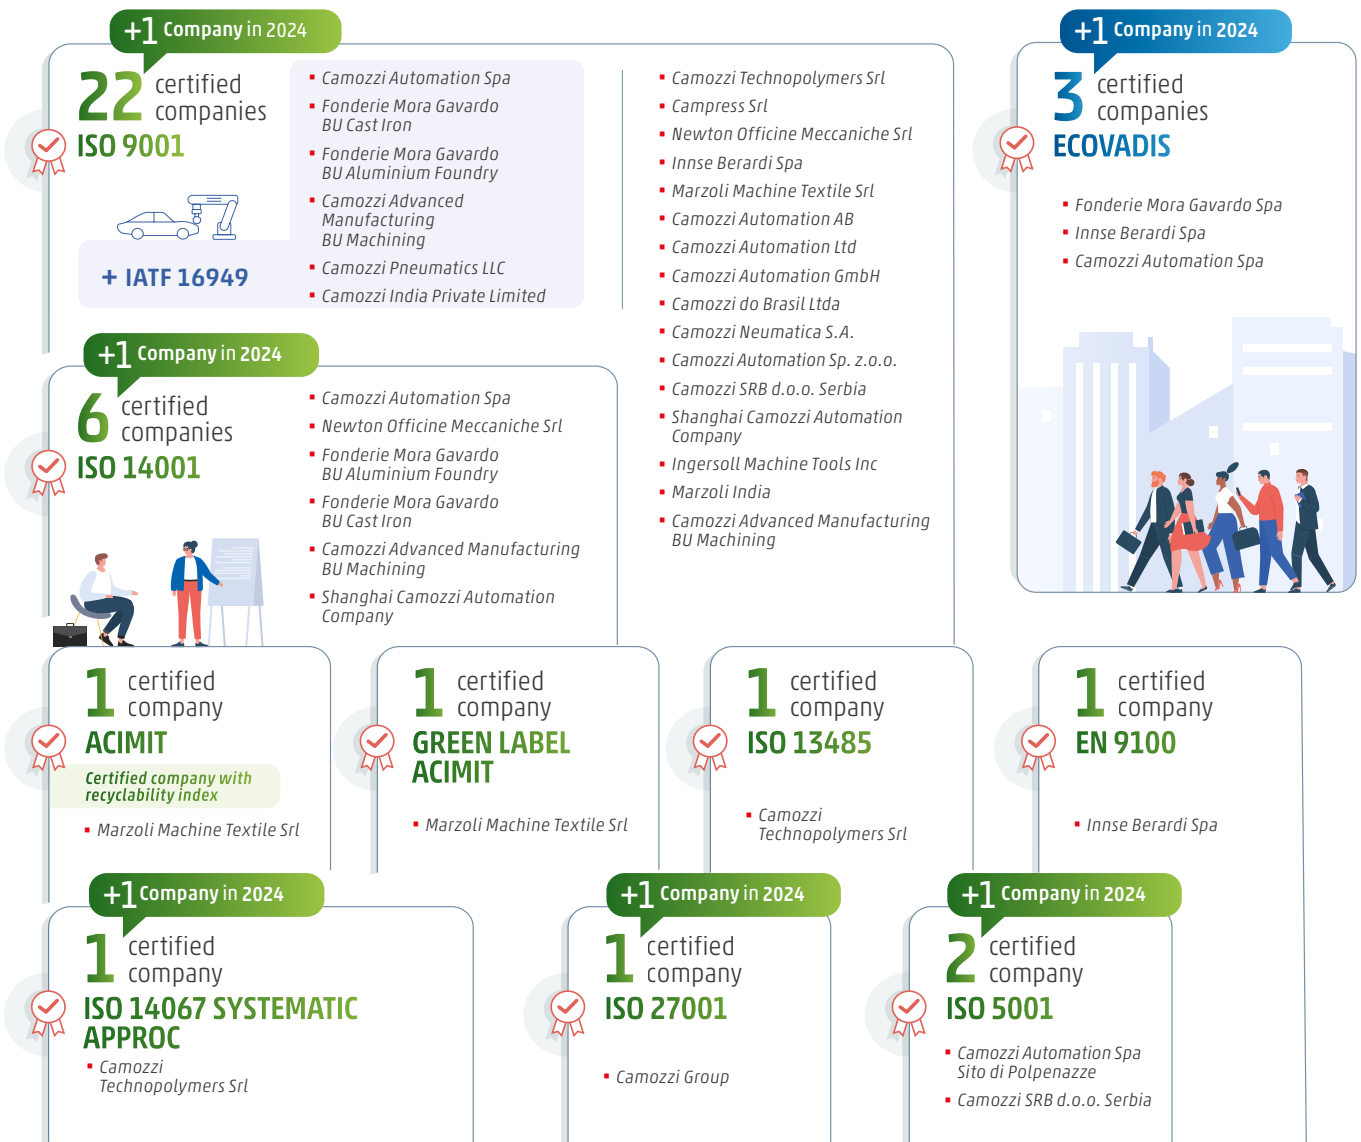 +1 Company in 2024
22 certified
companies
ISO 9001
+ IATF 16949
▪ Camozzi Automation Spa
▪ Fonderie Mora Gavardo
BU Cast Iron
▪ Fonderie Mora Gavardo
BU Aluminium Foundry
▪ Camozzi Advanced
Manufacturing
BU Machining
▪ Camozzi Pneumatics LLC
▪ Camozzi India Private Limited
▪ Camozzi Technopolymers Srl
▪ Campress Srl
▪ Newton Officine Meccaniche Srl
▪ Innse Berardi Spa
▪ Marzoli Machine Textile Srl
▪ Camozzi Automation AB
▪ Camozzi Automation Ltd
▪ Camozzi Automation GmbH
▪ Camozzi do Brasil Ltda
▪ Camozzi Neumatica S.A.
▪ Camozzi Automation Sp. z.o.o.
▪ Camozzi SRB d.o.o. Serbia
▪ Shanghai Camozzi Automation
Company
▪ Ingersoll Machine Tools Inc
▪ Marzoli India
▪ Camozzi Advanced Manufacturing
BU Machining
+1 Company in 2024
3 certified
companies
ECOVADIS
▪ Fonderie Mora Gavardo Spa
▪ Innse Berardi Spa
▪ Camozzi Automation Spa
+1 Company in 2024
6 certified
companies
ISO 14001
▪ Camozzi Automation Spa
▪ Newton Officine Meccaniche Srl
▪ Fonderie Mora Gavardo
BU Aluminium Foundry
▪ Fonderie Mora Gavardo
BU Cast Iron
▪ Camozzi Advanced Manufacturing
BU Machining
▪ Shanghai Camozzi Automation
Company
1 certified
company
ACIMIT
Certified company with
recyclability index
▪ Marzoli Machine Textile Srl
1 certified
company
GREEN LABEL
ACIMIT
▪ Marzoli Machine Textile Srl
1 certified
company
ISO 13485
▪ Camozzi
Technopolymers Srl
1 certified
company
EN 9100
▪ Innse Berardi Spa
+1 Company in 2024
1 certified
company
ISO 14067 SYSTEMATIC
APPROC
▪ Camozzi
Technopolymers Srl
+1 Company in 2024
1 certified
company
ISO 27001
▪ Camozzi Group
+1 Company in 2024
2 certified
company
ISO 5001
▪ Camozzi Automation Spa
Sito di Polpenazze
▪ Camozzi SRB d.o.o. Serbia